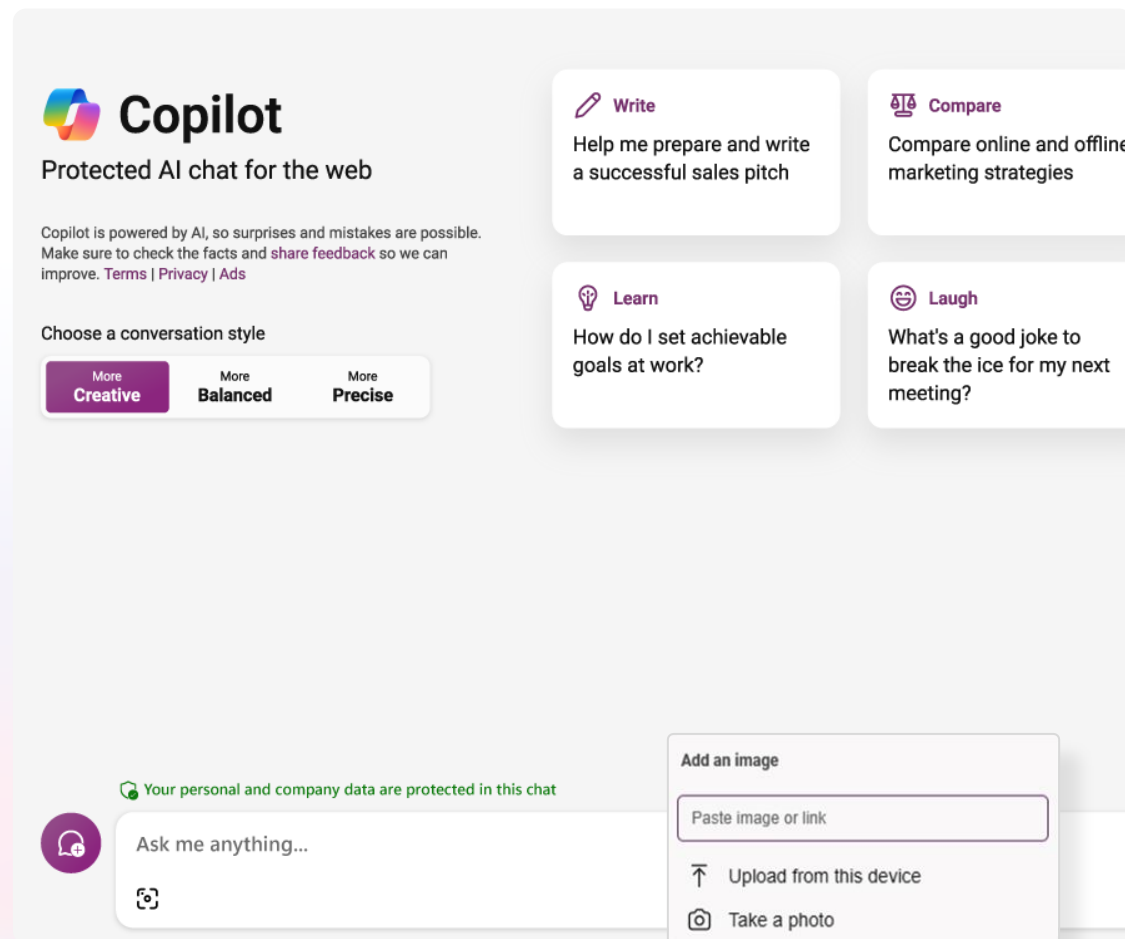 Copilot
Protected AI chat for the web
Copilot is powered by AI, so surprises and mistakes are possible.
Make sure to check the facts and share feedback so we can
improve. Terms | Privacy | Ads
Choose a conversation style
More
Creative
More
Balanced
More
Precise
Write
Help me prepare and write
a successful sales pitch
Compare
Compare online and offline
marketing strategies
Learn
How do I set achievable
goals at work?
Laugh
What's a good joke to
break the ice for my next
meeting?
Your personal and company data are protected in this chat
Ask me anything...
Add an image
Paste image or link
Upload from this device
Take a photo